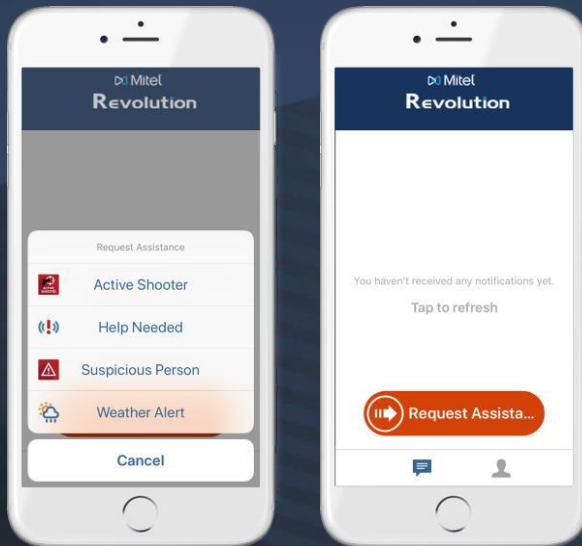 Mitel
Revolution
Request Assistance
Active Shooter
Help Needed
Suspicious Person
Weather Alert
Cancel
Mitel
Revolution
You haven't received any notifications yet.
Tap to refresh
Request Assista...